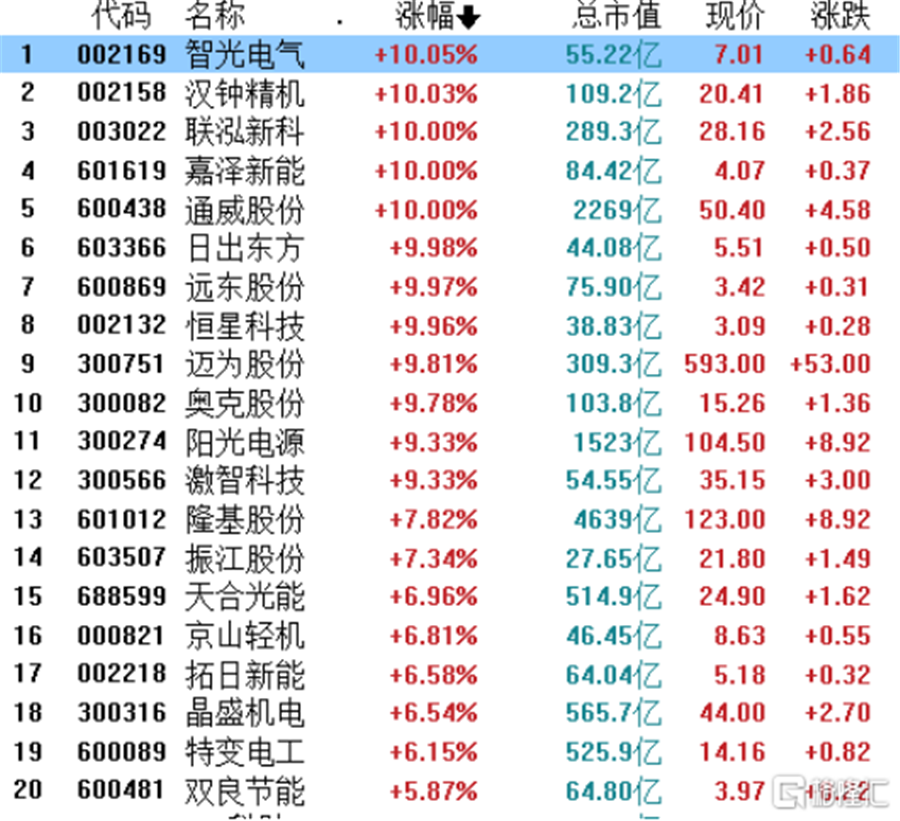 代码 名称 . 涨幅 总市值 现价 涨跌
1 002169 智光电气 +10.05% 55.22亿 7.01 +0.64
2 002158 汉钟精机 +10.03% 109.2亿 20.41 +1.86
3 003022 联泓新科 +10.00% 289.3亿 28.16 +2.56
4 601619 嘉泽新能 +10.00% 84.42亿 4.07 +0.37
5 600438 通威股份 +10.00% 2269亿 50.40 +4.58
6 603366 日出东方 +9.98% 44.08亿 5.51 +0.50
7 600869 远东股份 +9.97% 75.90亿 3.42 +0.31
8 002132 恒星科技 +9.96% 38.83亿 3.09 +0.28
9 300751 迈为股份 +9.81% 309.3亿 593.00 +53.00
10 300082 奥克股份 +9.78% 103.8亿 15.26 +1.36
11 300274 阳光电源 +9.33% 1523亿 104.50 +8.92
12 300566 激智科技 +9.33% 54.55亿 35.15 +3.00
13 601012 隆基股份 +7.82% 4639亿 123.00 +8.92
14 603507 振江股份 +7.34% 27.65亿 21.80 +1.49
15 688599 天合光能 +6.96% 514.9亿 24.90 +1.62
16 000821 京山轻机 +6.81% 46.45亿 8.63 +0.55
17 002218 拓日新能 +6.58% 64.04亿 5.18 +0.32
18 300316 晶盛机电 +6.54% 565.7亿 44.00 +2.70
19 600089 特变电工 +6.15% 525.9亿 14.16 +0.82
20 600481 双良节能 +5.87% 64.80亿 3.97 格隆汇